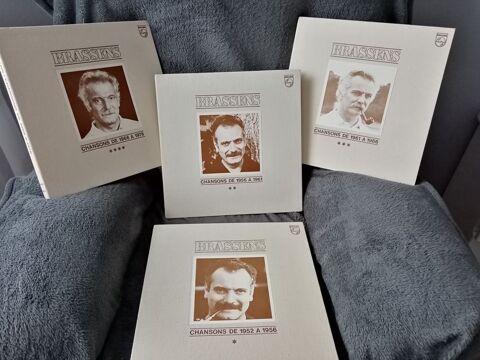 BRASSENS
CHANSONS DE 1966 A 1976
****
BRASSENS
CHANSONS DE 1956 A 1961
**
BRASSENS
CHANSONS DE 1961 A 1966
***
BRASSENS
CHANSONS DE 1952 A 1956
*